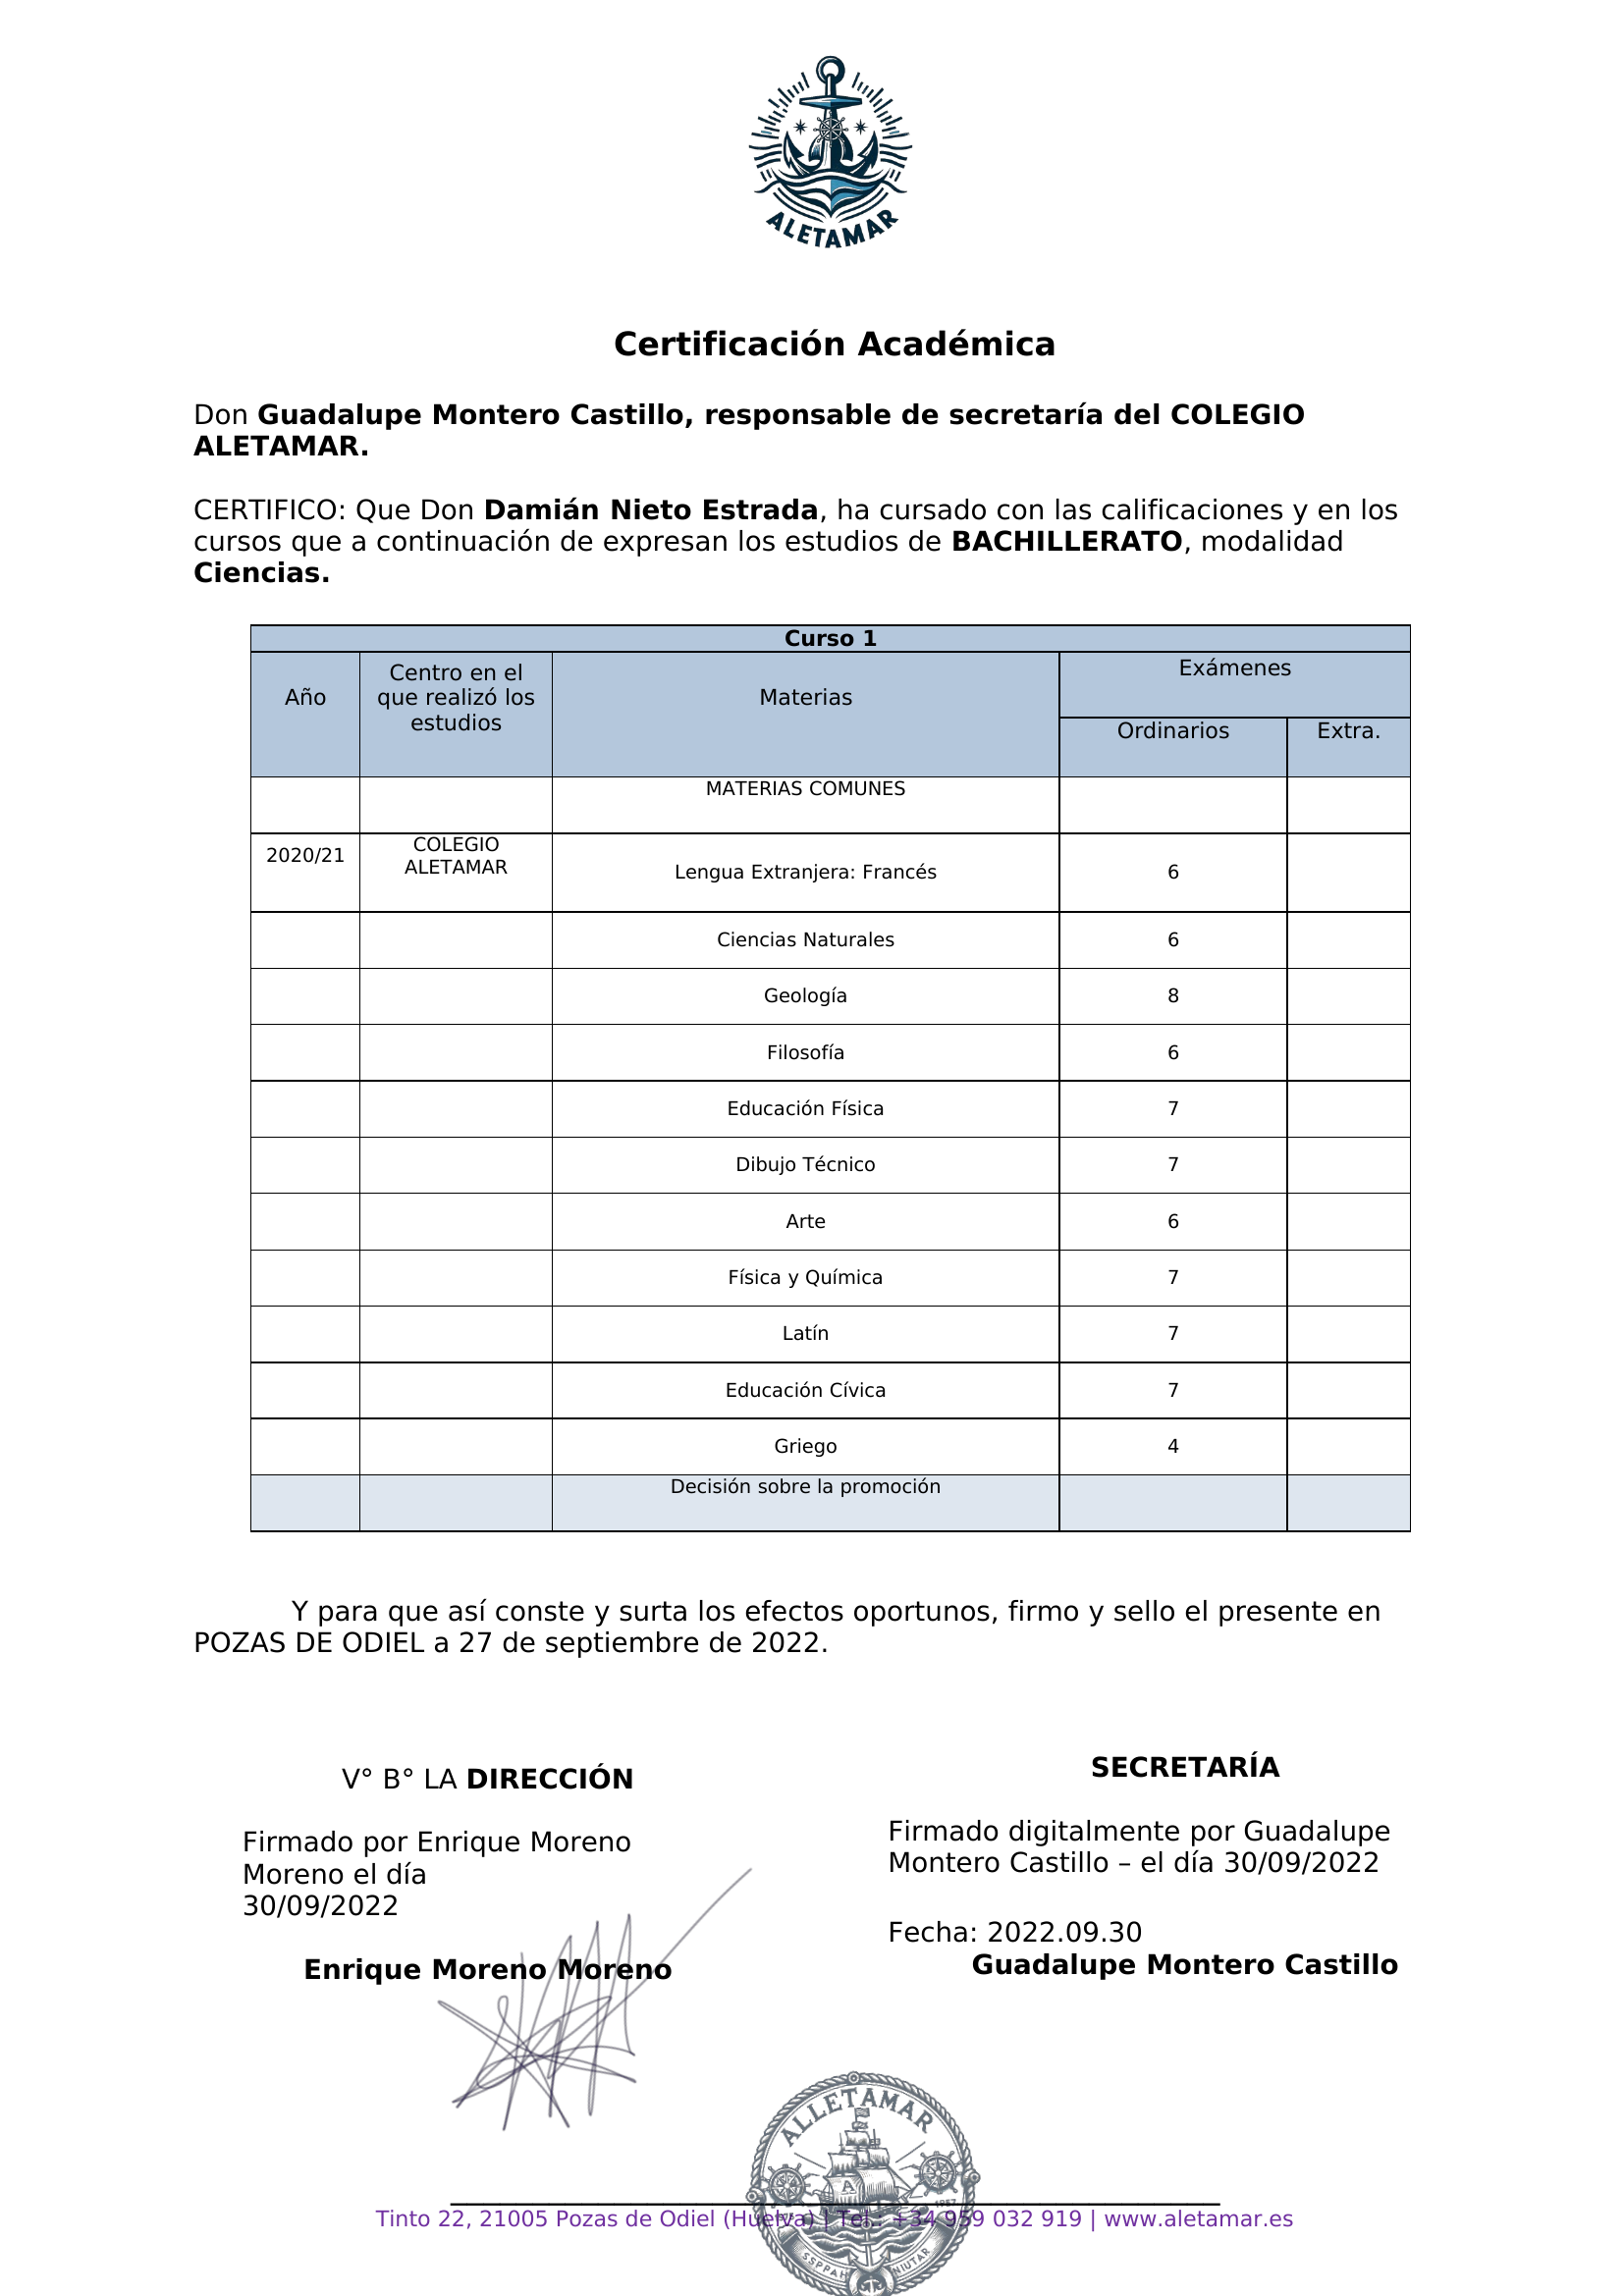 ALETAMAR
Certificación Académica
Don Guadalupe Montero Castillo, responsable de secretaría del COLEGIO
ALETAMAR.
CERTIFICO: Que Don Damián Nieto Estrada, ha cursado con las calificaciones y en los
cursos que a continuación de expresan los estudios de BACHILLERATO, modalidad
Ciencias.
Curso 1
Año
Centro en el
que realizó los
estudios
Materias
Exámenes
Ordinarios
Extra.
MATERIAS COMUNES
2020/21
COLEGIO
ALETAMAR
Lengua Extranjera: Francés 6
Ciencias Naturales 6
Geología 8
Filosofía 6
Educación Física 7
Dibujo Técnico 7
Arte 6
Física y Química 7
Latín 7
Educación Cívica 7
Griego 4
Decisión sobre la promoción
Y para que así conste y surta los efectos oportunos, firmo y sello el presente en
POZAS DE ODIEL a 27 de septiembre de 2022.
V° B° LA DIRECCIÓN
Firmado por Enrique Moreno
Moreno el día
30/09/2022
Enrique Moreno Moreno
SECRETARÍA
Firmado digitalmente por Guadalupe
Montero Castillo – el día 30/09/2022
Fecha: 2022.09.30
Guadalupe Montero Castillo
ALLETAMAR
A
Tinto 22, 21005 Pozas de Odiel (Huelva) | Tel.: +34 959 032 919 | www.aletamar.es